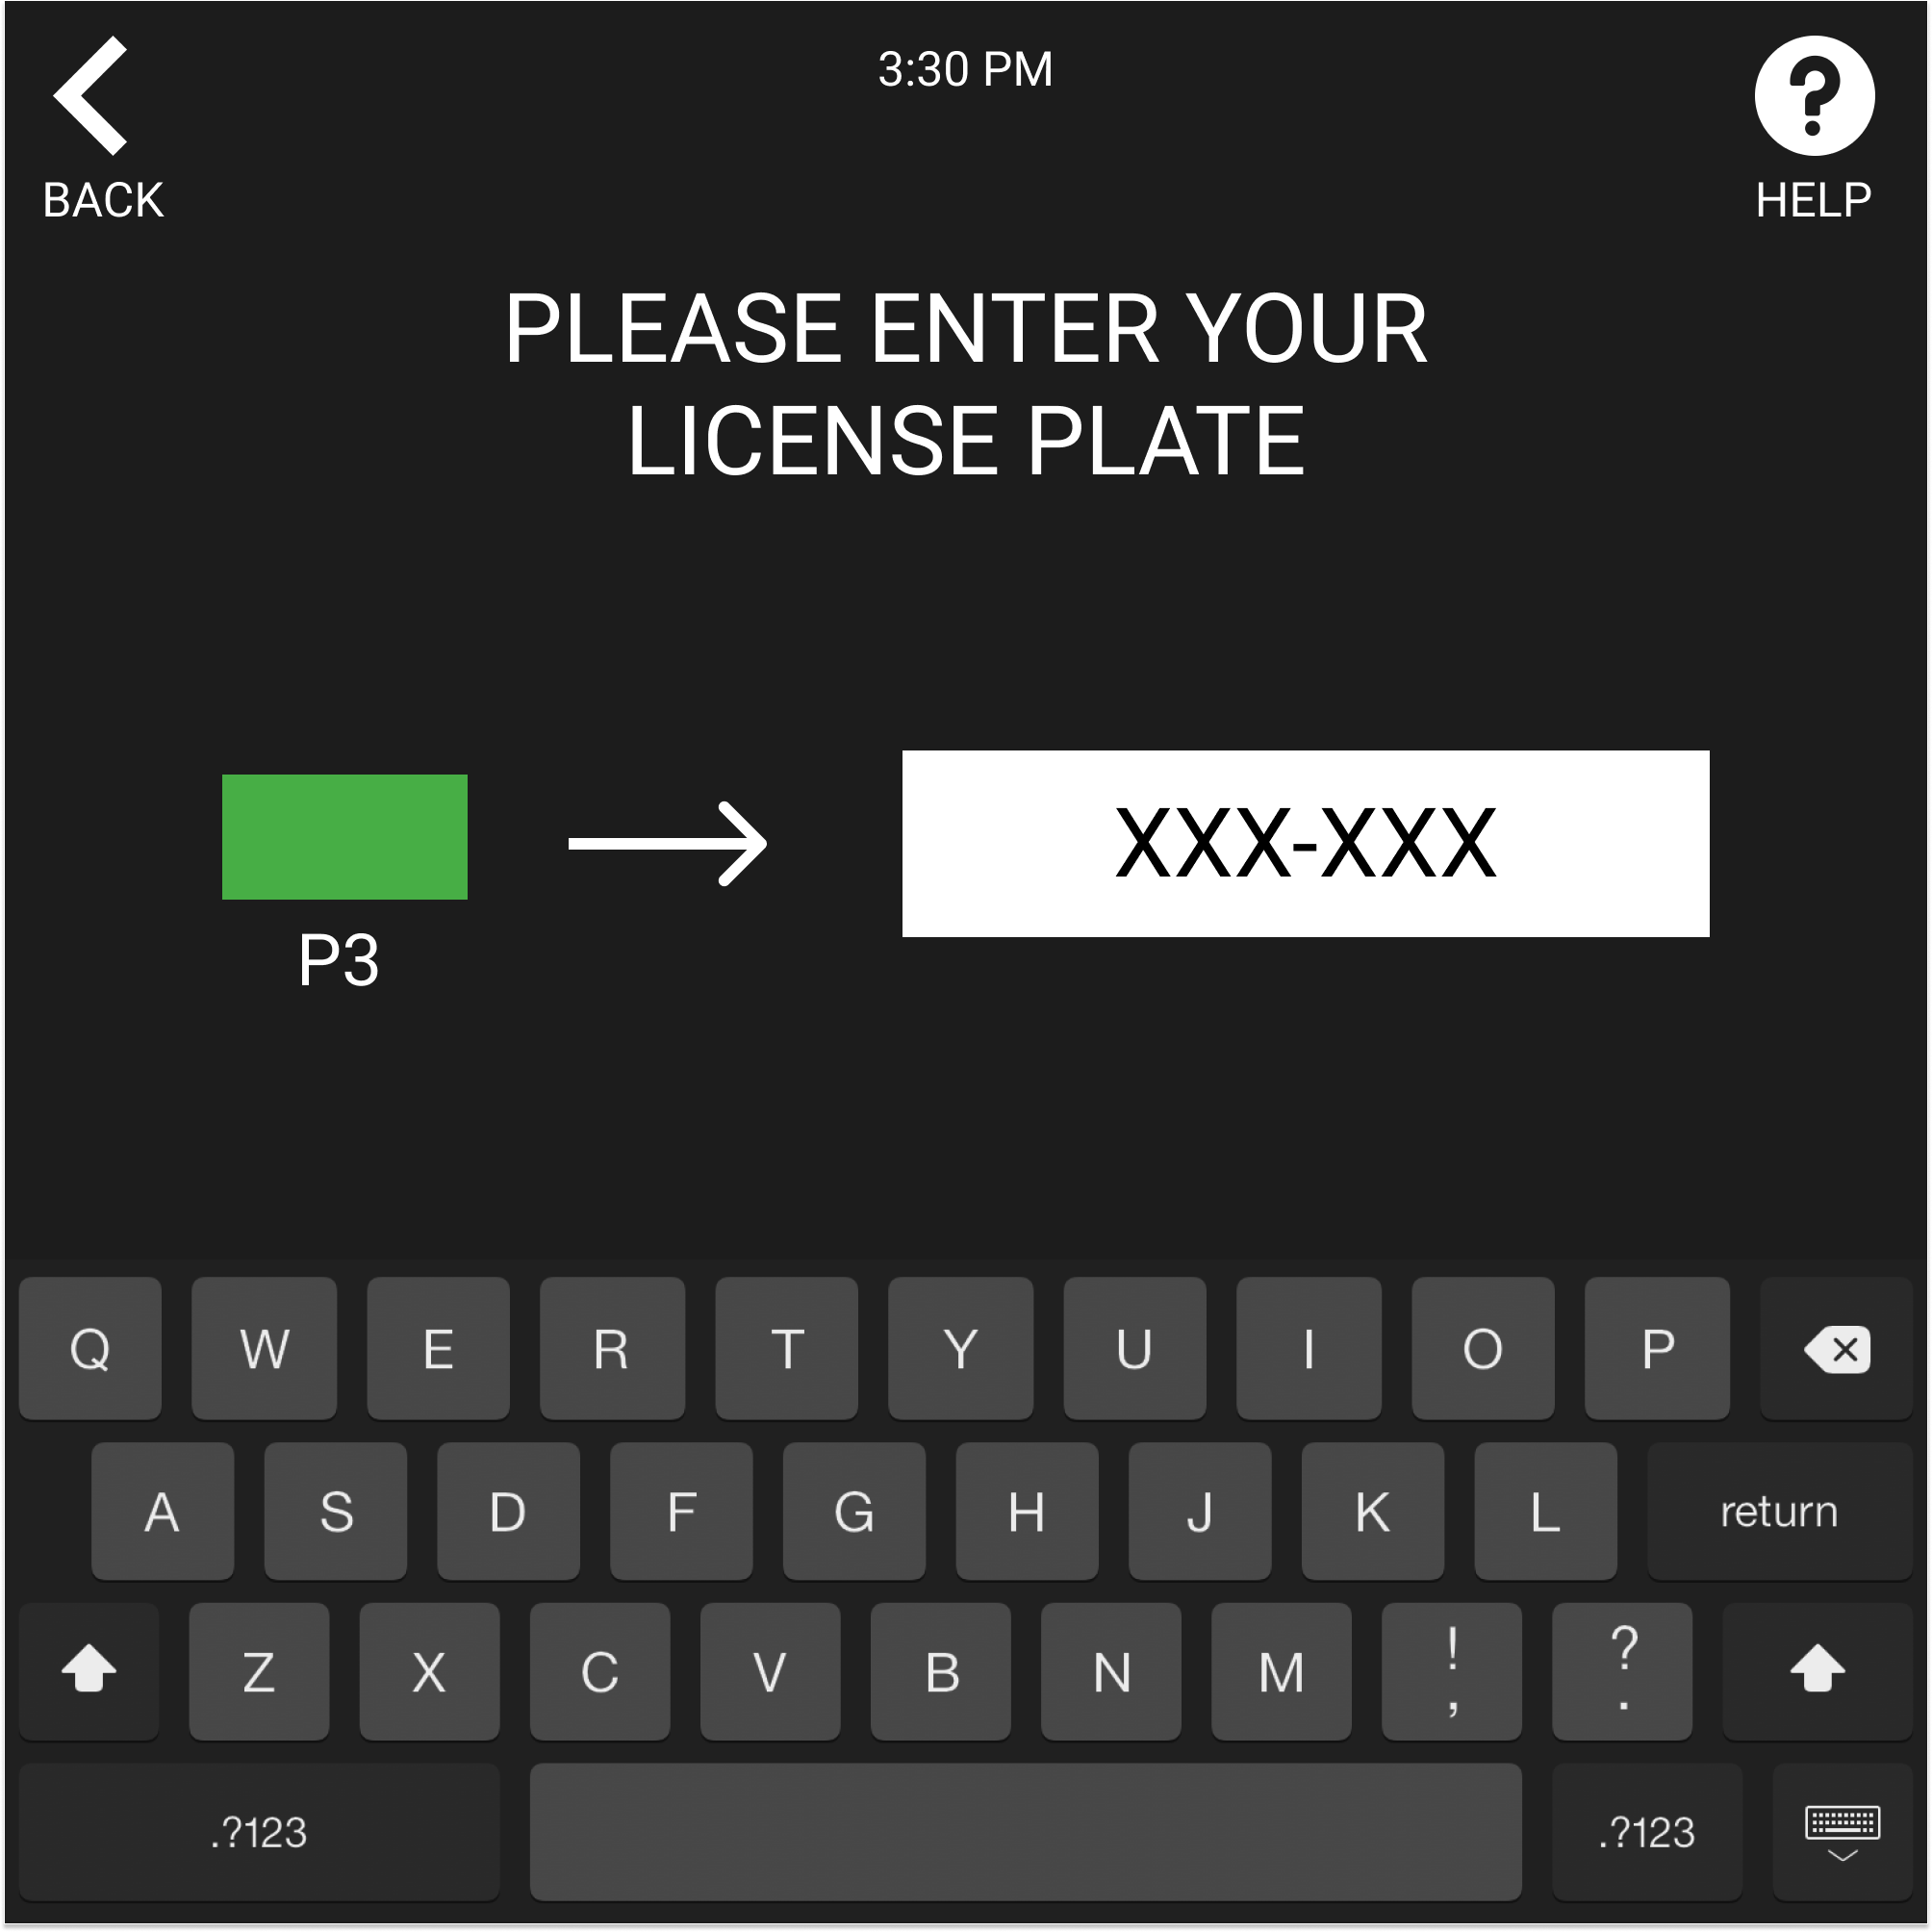 3:30 PM
BACK
HELP
PLEASE ENTER YOUR
LICENSE PLATE
XXX-XXX
P3
Q W E R T Y U I O P
A S D F G H J K L return
Z X C V B N M ! ?
, .
.?123 .?123